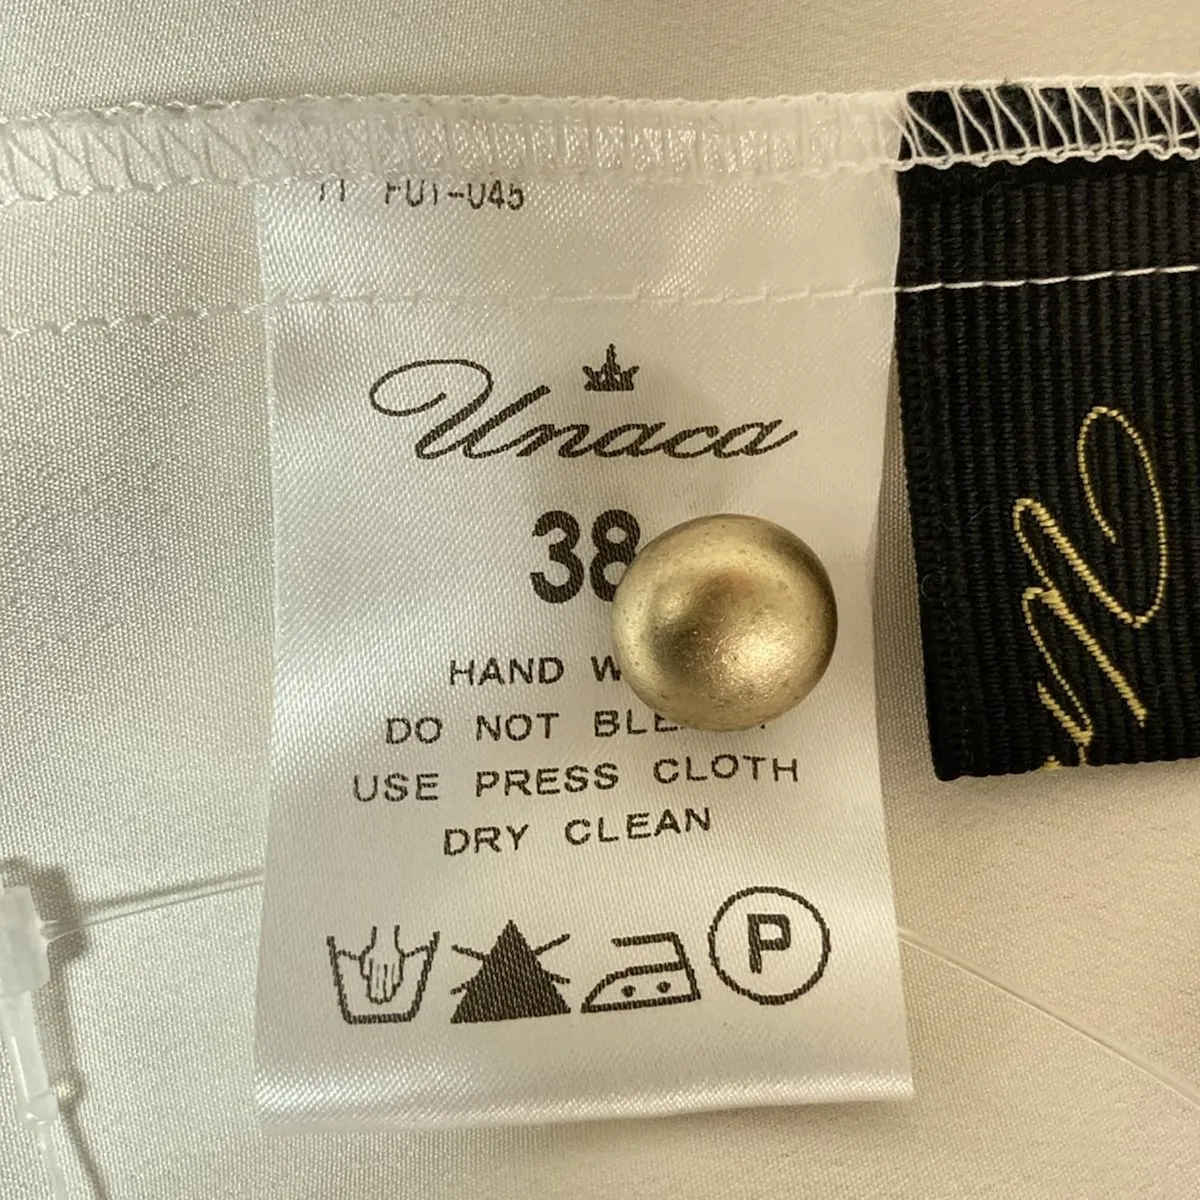 Unaca
38
HAND
DO NOT
USE PRESS CLOTH
DRY CLEAN
P